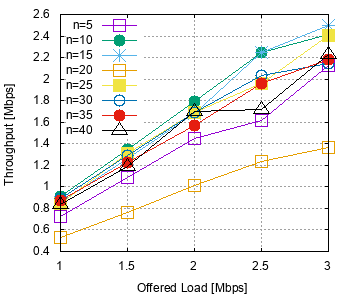 Throughput [Mbps]
2.6
2.4
2.2
2
1.8
1.6
1.4
1.2
1
0.8
0.6
0.4
n=5
n=10
n=15
n=20
n=25
n=30
n=35
n=40
1 1.5 2 2.5 3
Offered Load [Mbps]